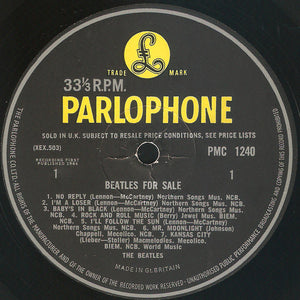 £
TRADE MARK
33⅓ R.P.M.
PARLOPHONE
SOLD IN U.K. SUBJECT TO RESALE PRICE CONDITIONS, SEE PRICE LISTS
(XEX.503)
PMC 1240
RECORDING FIRST
PUBLISHED 1964
1
1
BEATLES FOR SALE
1. NO REPLY (Lennon—McCartney) Northern Songs Mus. NCB.
2. I'M A LOSER (Lennon—McCartney) Northern Songs Mus. NCB.
3. BABY'S IN BLACK (Lennon—McCartney) Northern Songs Mus.
NCB. 4. ROCK AND ROLL MUSIC (Berry) Jewel Mus. BIEM.
NCB. 5. I'LL FOLLOW THE SUN (Lennon—McCartney)
Northern Songs Mus. NCB. 6. MR. MOONLIGHT (Johnson)
Chappell, Mecolico, NCB. 7. KANSAS CITY
(Lieber—Stoller) Macmelodies, Mecolico.
BIEM. NCB. World Music
THE BEATLES
MADE IN GT.BRITAIN
THE PARLOPHONE CO.LTD. ALL RIGHTS OF THE MANUFACTURER AND OF THE OWNER OF THE RECORDED WORK RESERVED. UNAUTHORISED PUBLIC PERFORMANCE, BROADCASTING AND COPYING OF THIS RECORD PROHIBITED